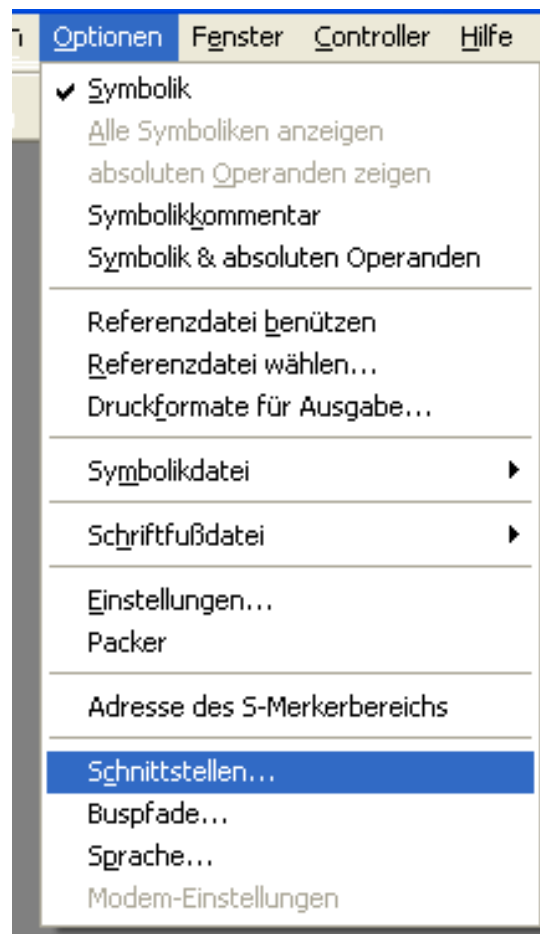 Optionen Fenster Controller Hilfe
Symbolik
Alle Symboliken anzeigen
absoluten Operanden zeigen
Symbolikkommentar
Symbolik & absoluten Operanden
Referenzdatei benützen
Referenzdatei wählen...
Druckformate für Ausgabe...
Symbolikdatei
Schriftfußdatei
Einstellungen...
Packer
Adresse des S-Merkerbereichs
Schnittstellen...
Buspfade...
Sprache...
Modem-Einstellungen